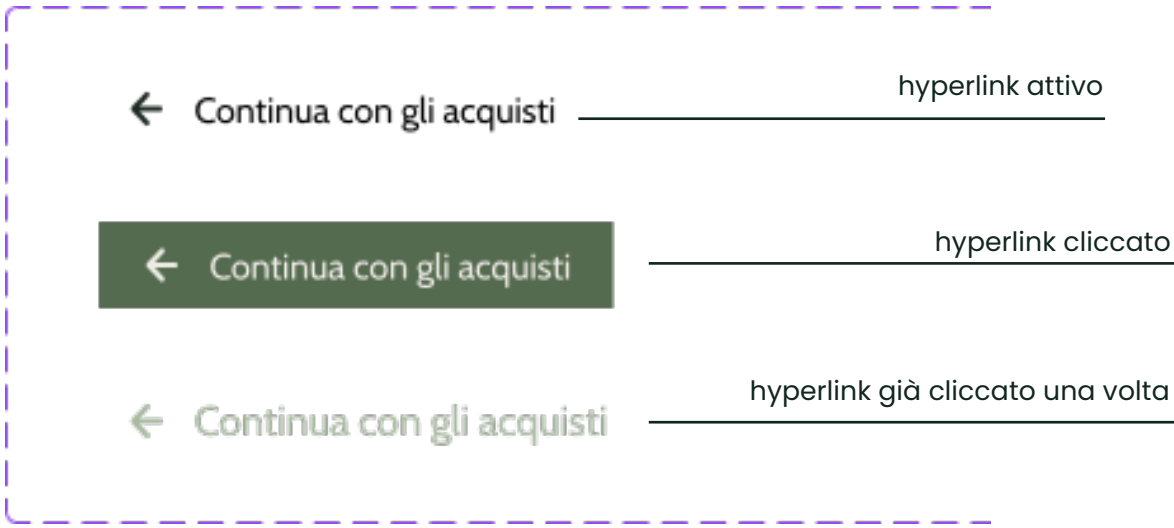 hyperlink attivo
Continua con gli acquisti
hyperlink cliccato
Continua con gli acquisti
hyperlink già cliccato una volta
Continua con gli acquisti